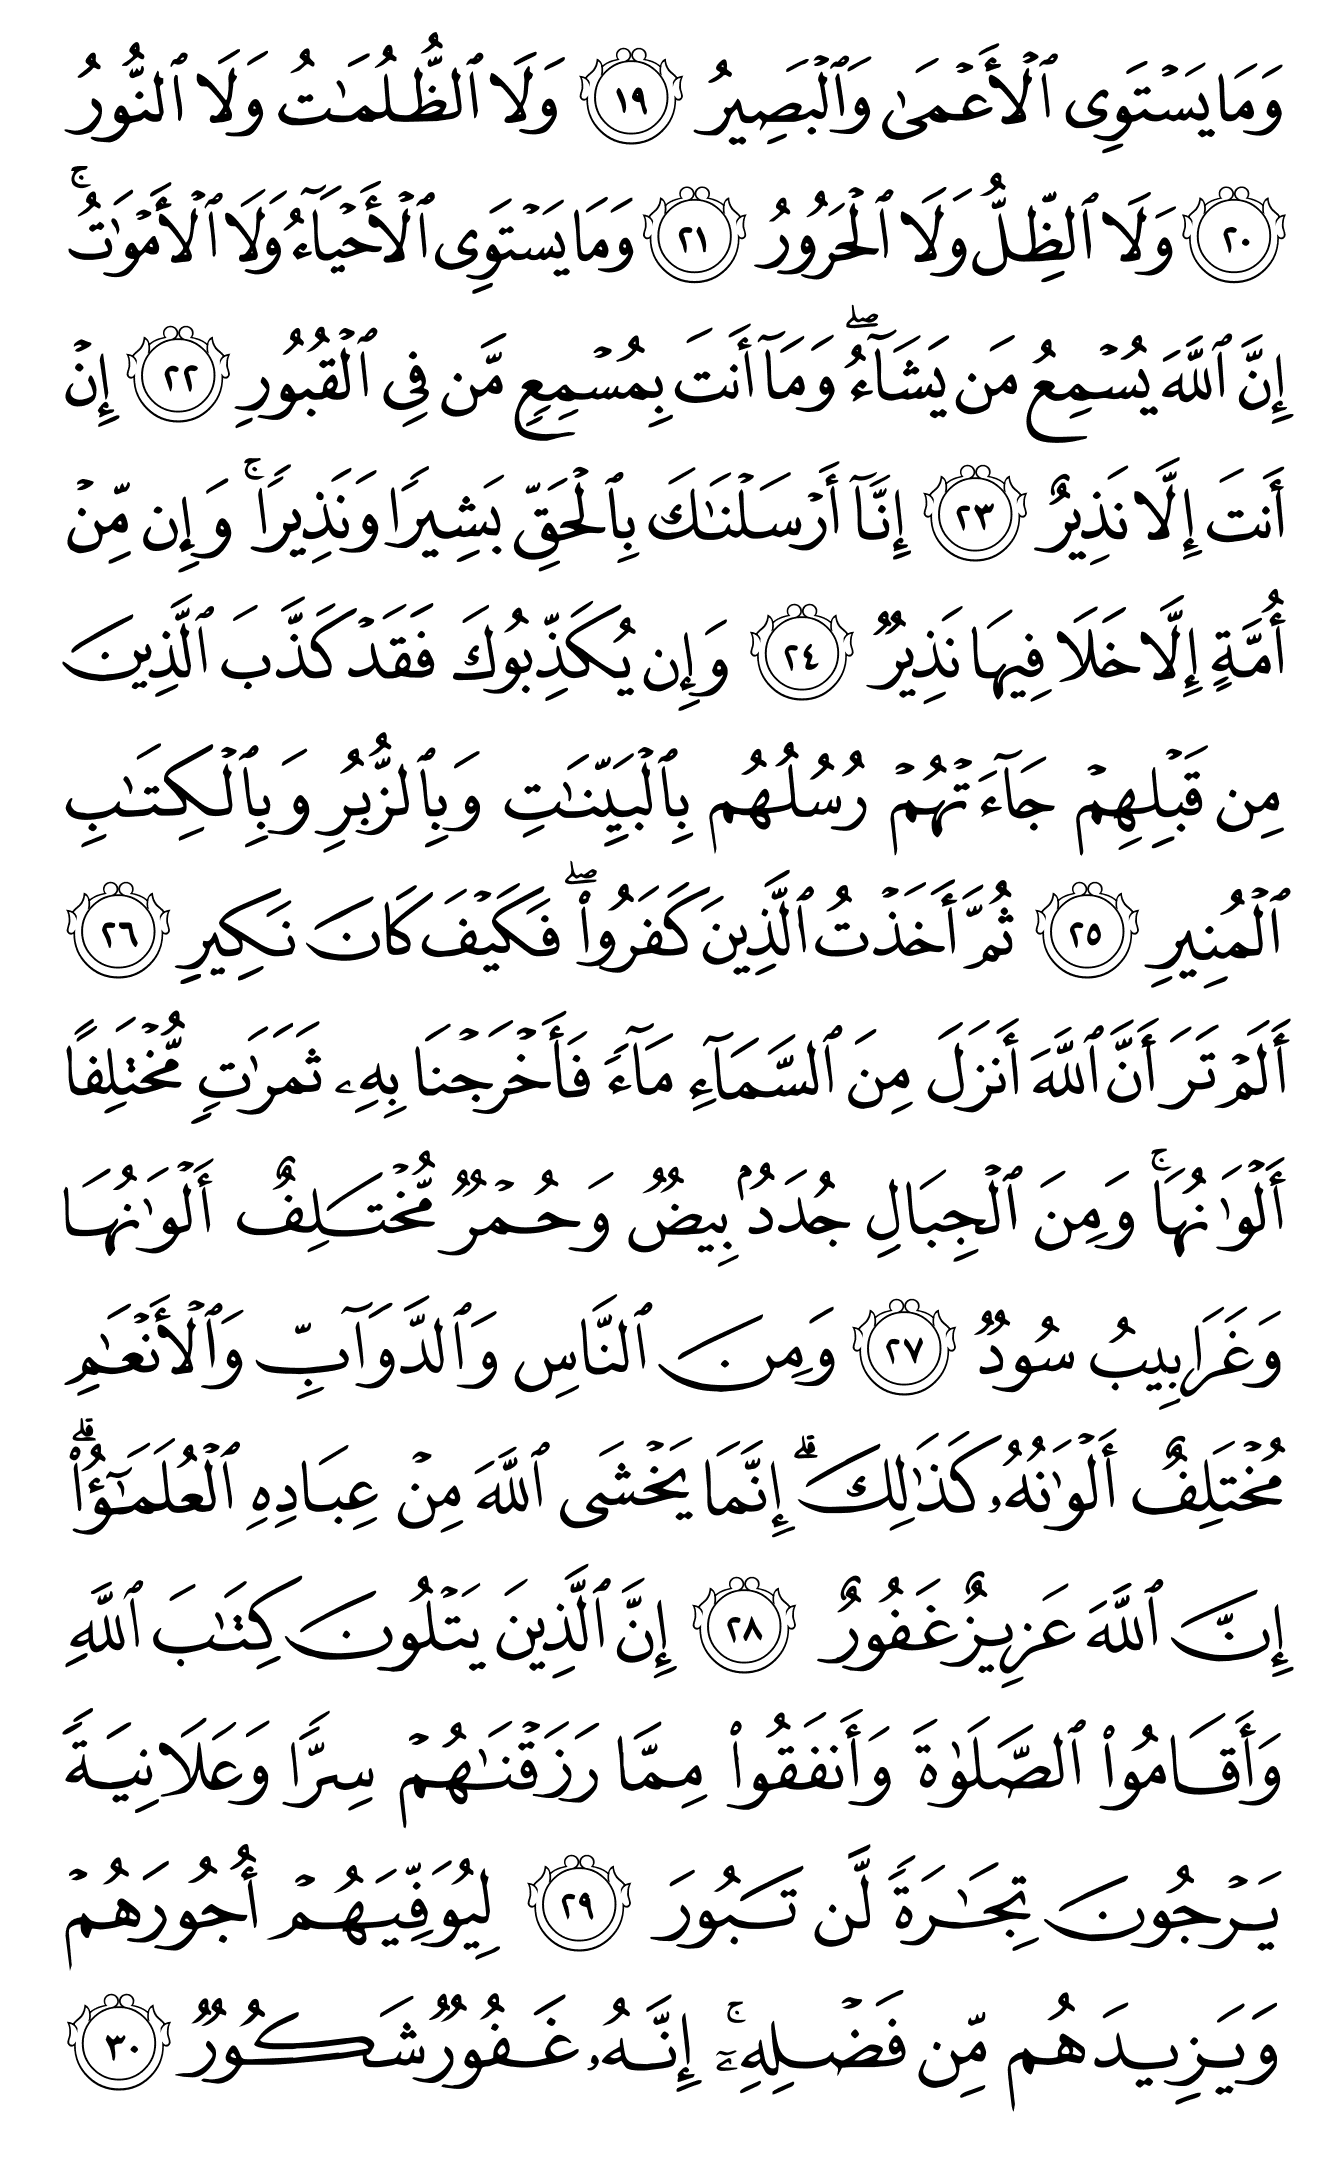 وَمَا يَسۡتَوِي ٱلۡأَعۡمَىٰ وَٱلۡبَصِيرُ ١٩ وَلَا ٱلظُّلُمَٰتُ وَلَا ٱلنُّورُ
٢٠ وَلَا ٱلظِّلُّ وَلَا ٱلۡحَرُورُ ٢١ وَمَا يَسۡتَوِي ٱلۡأَحۡيَآءُ وَلَا ٱلۡأَمۡوَٰتُۚ
إِنَّ ٱللَّهَ يُسۡمِعُ مَن يَشَآءُۖ وَمَآ أَنتَ بِمُسۡمِعٖ مَّن فِي ٱلۡقُبُورِ ٢٢ إِنۡ
أَنتَ إِلَّا نَذِيرٌ ٢٣ إِنَّآ أَرۡسَلۡنَٰكَ بِٱلۡحَقِّ بَشِيرٗا وَنَذِيرٗاۚ وَإِن مِّنۡ
أُمَّةٍ إِلَّا خَلَا فِيهَا نَذِيرٞ ٢٤ وَإِن يُكَذِّبُوكَ فَقَدۡ كَذَّبَ ٱلَّذِينَ
مِن قَبۡلِهِمۡ جَآءَتۡهُمۡ رُسُلُهُم بِٱلۡبَيِّنَٰتِ وَبِٱلزُّبُرِ وَبِٱلۡكِتَٰبِ
ٱلۡمُنِيرِ ٢٥ ثُمَّ أَخَذۡتُ ٱلَّذِينَ كَفَرُواْۖ فَكَيۡفَ كَانَ نَكِيرِ ٢٦
أَلَمۡ تَرَ أَنَّ ٱللَّهَ أَنزَلَ مِنَ ٱلسَّمَآءِ مَآءٗ فَأَخۡرَجۡنَا بِهِۦ ثَمَرَٰتٖ مُّخۡتَلِفًا
أَلۡوَٰنُهَاۚ وَمِنَ ٱلۡجِبَالِ جُدَدُۢ بِيضٞ وَحُمۡرٞ مُّخۡتَلِفٌ أَلۡوَٰنُهَا
وَغَرَابِيبُ سُودٞ ٢٧ وَمِنَ ٱلنَّاسِ وَٱلدَّوَآبِّ وَٱلۡأَنۡعَٰمِ
مُخۡتَلِفٌ أَلۡوَٰنُهُۥ كَذَٰلِكَۗ إِنَّمَا يَخۡشَى ٱللَّهَ مِنۡ عِبَادِهِ ٱلۡعُلَمَٰٓؤُاْۗ
إِنَّ ٱللَّهَ عَزِيزٌ غَفُورٌ ٢٨ إِنَّ ٱلَّذِينَ يَتۡلُونَ كِتَٰبَ ٱللَّهِ
وَأَقَامُواْ ٱلصَّلَوٰةَ وَأَنفَقُواْ مِمَّا رَزَقۡنَٰهُمۡ سِرّٗا وَعَلَانِيَةٗ
يَرۡجُونَ تِجَٰرَةٗ لَّن تَبُورَ ٢٩ لِيُوَفِّيَهُمۡ أُجُورَهُمۡ
وَيَزِيدَهُم مِّن فَضۡلِهِۦٓۚ إِنَّهُۥ غَفُورٞ شَكُورٞ ٣٠